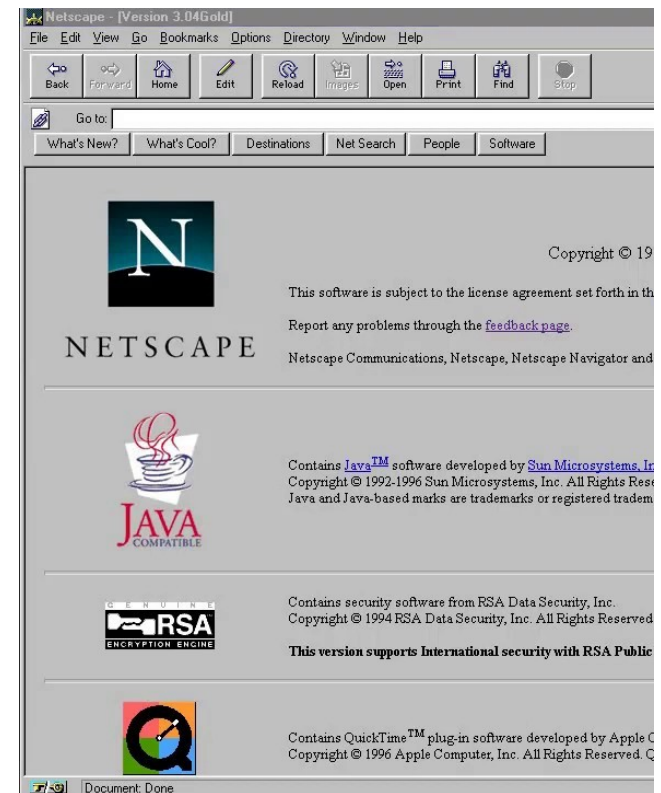 Netscape - [Version 3.04Gold]
File Edit View Go Bookmarks Options Directory Window Help
Back Forward Home Edit Reload Images Open Print Find Stop
Go to:
What's New? What's Cool? Destinations Net Search People Software
N
Copyright © 19
This software is subject to the license agreement set forth in th
Report any problems through the feedback page.
NETSCAPE
Netscape Communications, Netscape, Netscape Navigator and
Contains Java™ software developed by Sun Microsystems, In
Copyright © 1992-1996 Sun Microsystems, Inc. All Rights Rese
Java and Java-based marks are trademarks or registered tradem
JAVA
COMPATIBLE
GENUINE
RSA
ENCRYPTION ENGINE
Contains security software from RSA Data Security, Inc.
Copyright © 1994 RSA Data Security, Inc. All Rights Reserved
This version supports International security with RSA Public
Contains QuickTime™ plug-in software developed by Apple C
Copyright © 1996 Apple Computer, Inc. All Rights Reserved. Q
Document: Done